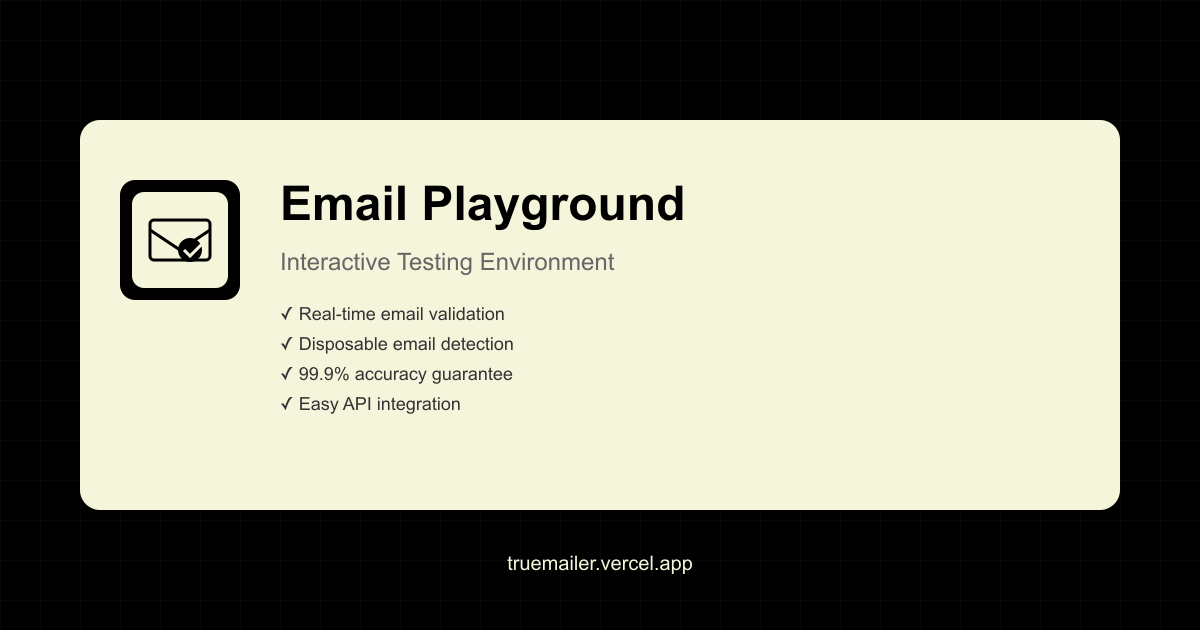 Email Playground
Interactive Testing Environment
✓ Real-time email validation
✓ Disposable email detection
✓ 99.9% accuracy guarantee
✓ Easy API integration
truemailer.vercel.app